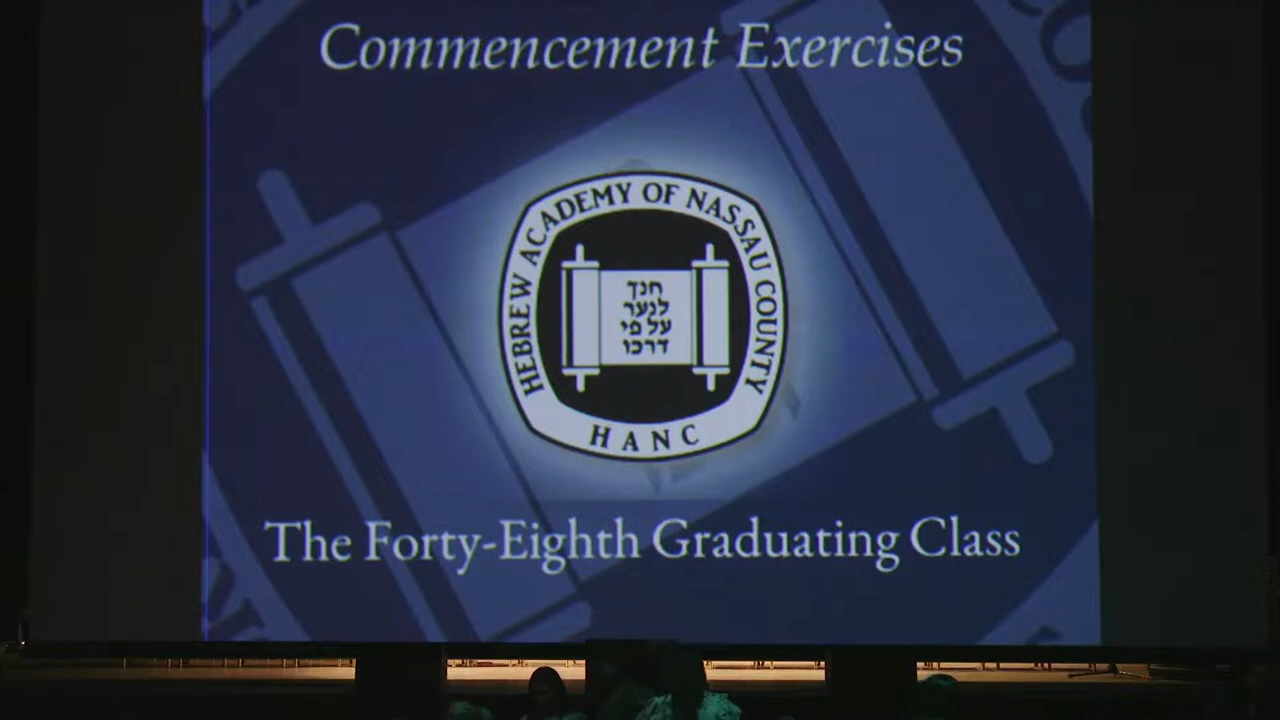 Commencement Exercises
HEBREW ACADEMY OF NASSAU COUNTY
חנך
לנער
על פי
דרכו
HANC
The Forty-Eighth Graduating Class